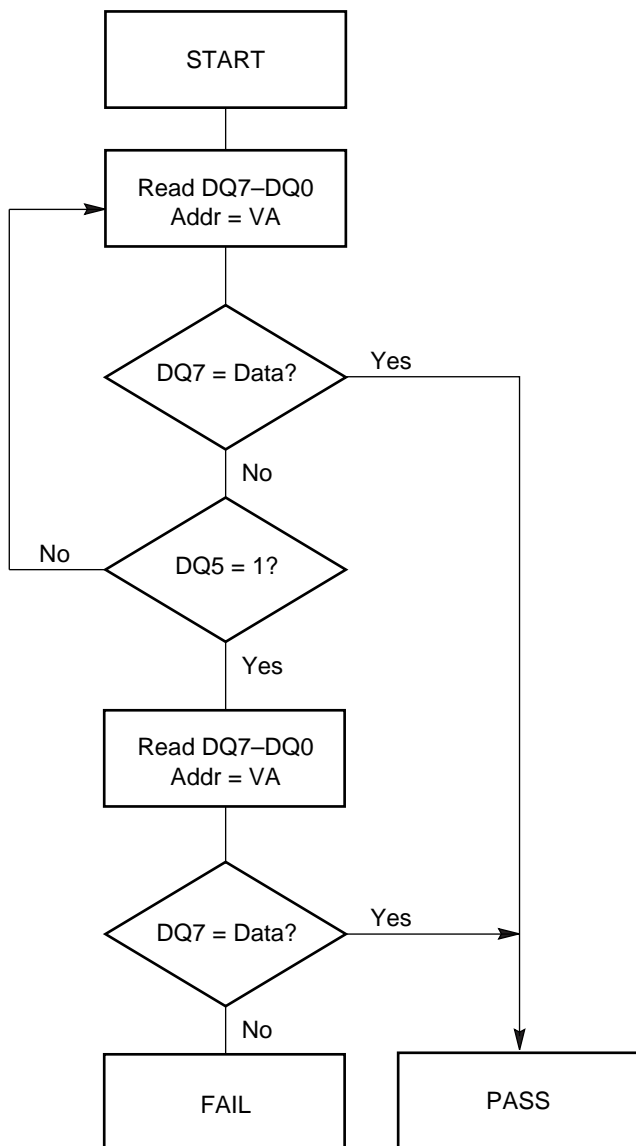 START
Read DQ7–DQ0
Addr = VA
DQ7 = Data?
Yes
No
No
DQ5 = 1?
Yes
Read DQ7–DQ0
Addr = VA
DQ7 = Data?
Yes
No
FAIL
PASS